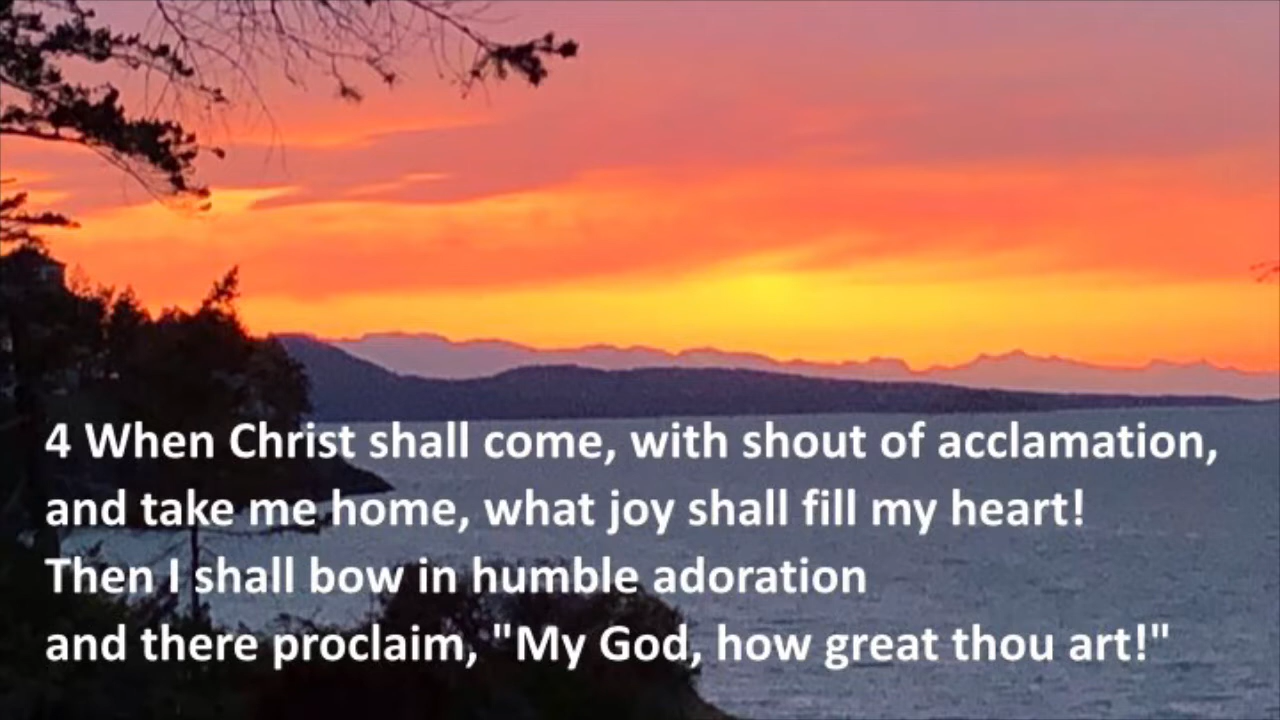 4 When Christ shall come, with shout of acclamation,
and take me home, what joy shall fill my heart!
Then I shall bow in humble adoration
and there proclaim, "My God, how great thou art!"